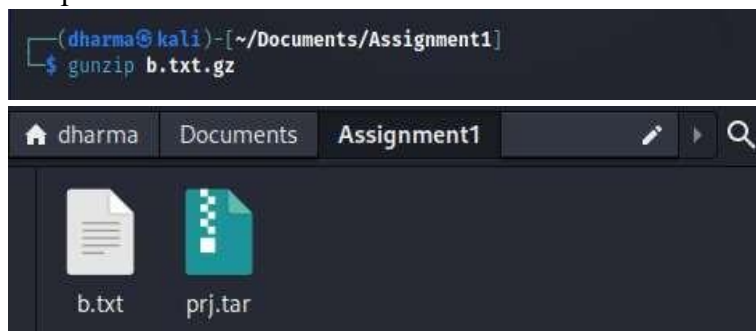 ┌──(dharma㉿kali)-[~/Documents/Assignment1]
└─$ gunzip b.txt.gz
dharma Documents Assignment1
b.txt prj.tar